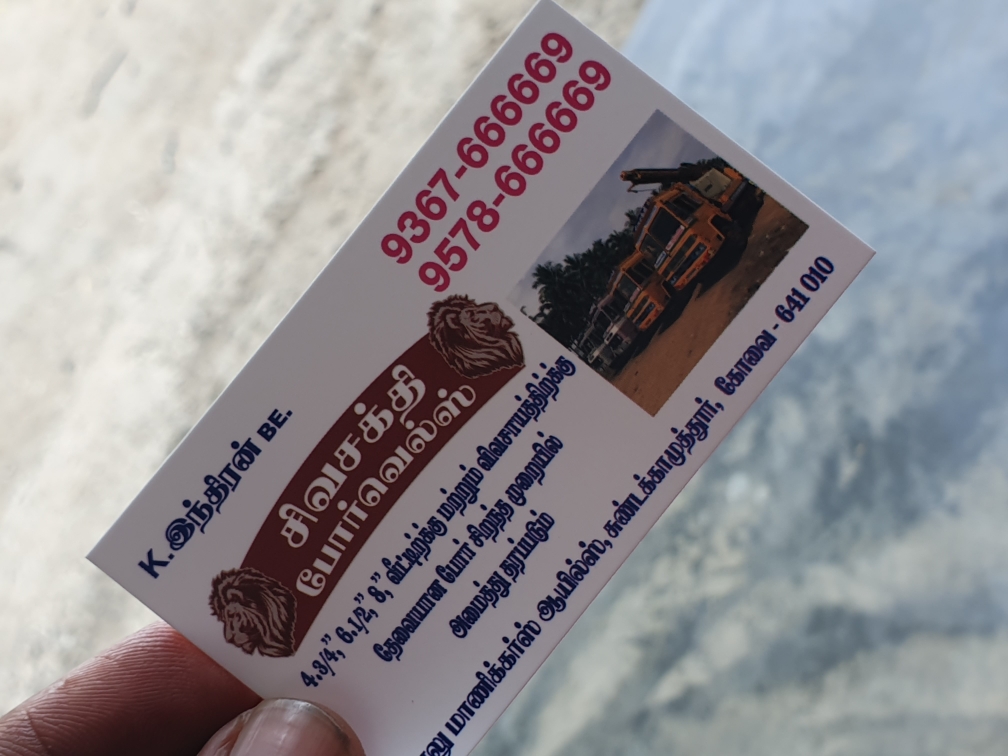 K.இந்திரன் BE.
9367-666669
9578-666669
சிவசக்தி
போர்வெல்ஸ்
4.3/4," 6.1/2," 8," வீட்டிற்க்கு மற்றும் விவசாயத்திற்க்கு
தேவையான போர் சிறந்த முறையில்
அமைத்து தரப்படும்
மாணிக்கர்ஸ் ஆயில்ஸ், சுண்டக்காமுத்தூர், கோவை - 641 010